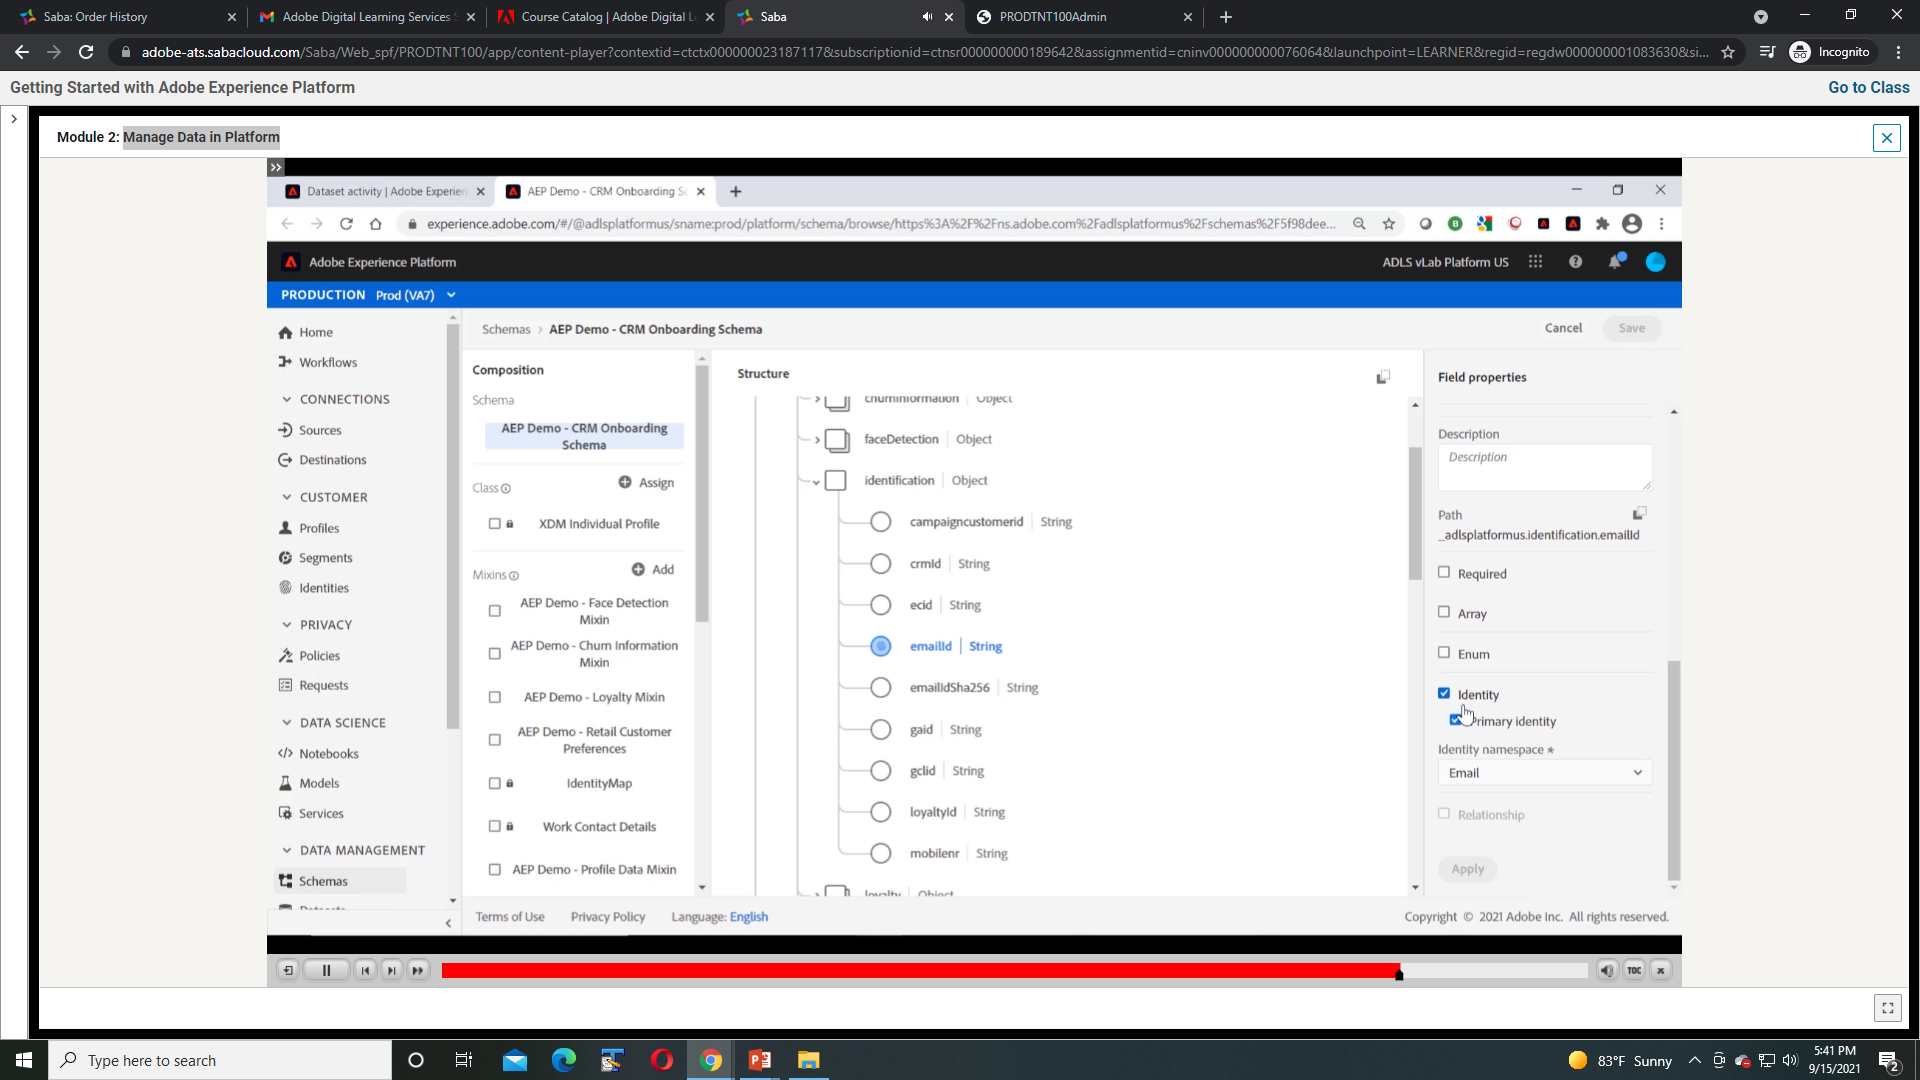 Saba: Order History
Adobe Digital Learning Services S
Course Catalog | Adobe Digital L
Saba
PRODTNT100Admin
adobe-ats.sabacloud.com/Saba/Web_spf/PRODTNT100/app/content-player?contextid=ctctx000000023187117&subscriptionid=ctnsr000000000189642&assignmentid=cninv000000000076064&launchpoint=LEARNER&regid=regdw000000001083630&si...
Incognito
Getting Started with Adobe Experience Platform
Go to Class
Module 2: Manage Data in Platform
Dataset activity | Adobe Experien
AEP Demo - CRM Onboarding Sc
experience.adobe.com/#/@adlsplatformus/sname:prod/platform/schema/browse/https%3A%2F%2Fns.adobe.com%2Fadlsplatformus%2Fschemas%2F5f98dee...
Adobe Experience Platform
ADLS vLab Platform US
PRODUCTION Prod (VA7)
Home
Workflows
CONNECTIONS
Sources
Destinations
CUSTOMER
Profiles
Segments
Identities
PRIVACY
Policies
Requests
DATA SCIENCE
Notebooks
Models
Services
DATA MANAGEMENT
Schemas
Datasets
Schemas > AEP Demo - CRM Onboarding Schema
Cancel
Save
Composition
Schema
AEP Demo - CRM Onboarding
Schema
Class
Assign
XDM Individual Profile
Mixins
Add
AEP Demo - Face Detection
Mixin
AEP Demo - Churn Information
Mixin
AEP Demo - Loyalty Mixin
AEP Demo - Retail Customer
Preferences
IdentityMap
Work Contact Details
AEP Demo - Profile Data Mixin
Structure
churninformation | Object
faceDetection | Object
identification | Object
campaigncustomerid | String
crmId | String
ecid | String
emailId | String
emailIdSha256 | String
gaid | String
gclid | String
loyaltyId | String
mobilenr | String
loyalty | Object
Field properties
Description
Description
Path
_adlsplatformus.identification.emailId
Required
Array
Enum
Identity
Primary identity
Identity namespace *
Email
Relationship
Apply
Terms of Use
Privacy Policy
Language: English
Copyright © 2021 Adobe Inc. All rights reserved.
TOC
Type here to search
83°F Sunny
5:41 PM
9/15/2021
2